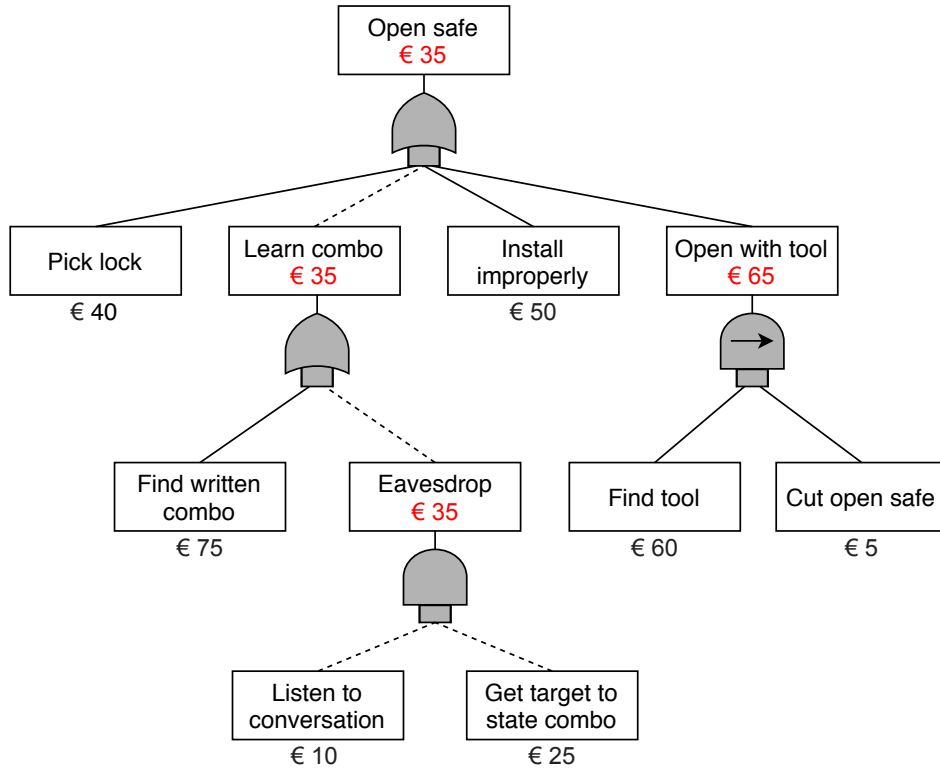 Open safe
€ 35
Pick lock
€ 40
Learn combo
€ 35
Install
improperly
€ 50
Open with tool
€ 65
Find written
combo
€ 75
Eavesdrop
€ 35
Find tool
€ 60
Cut open safe
€ 5
Listen to
conversation
€ 10
Get target to
state combo
€ 25